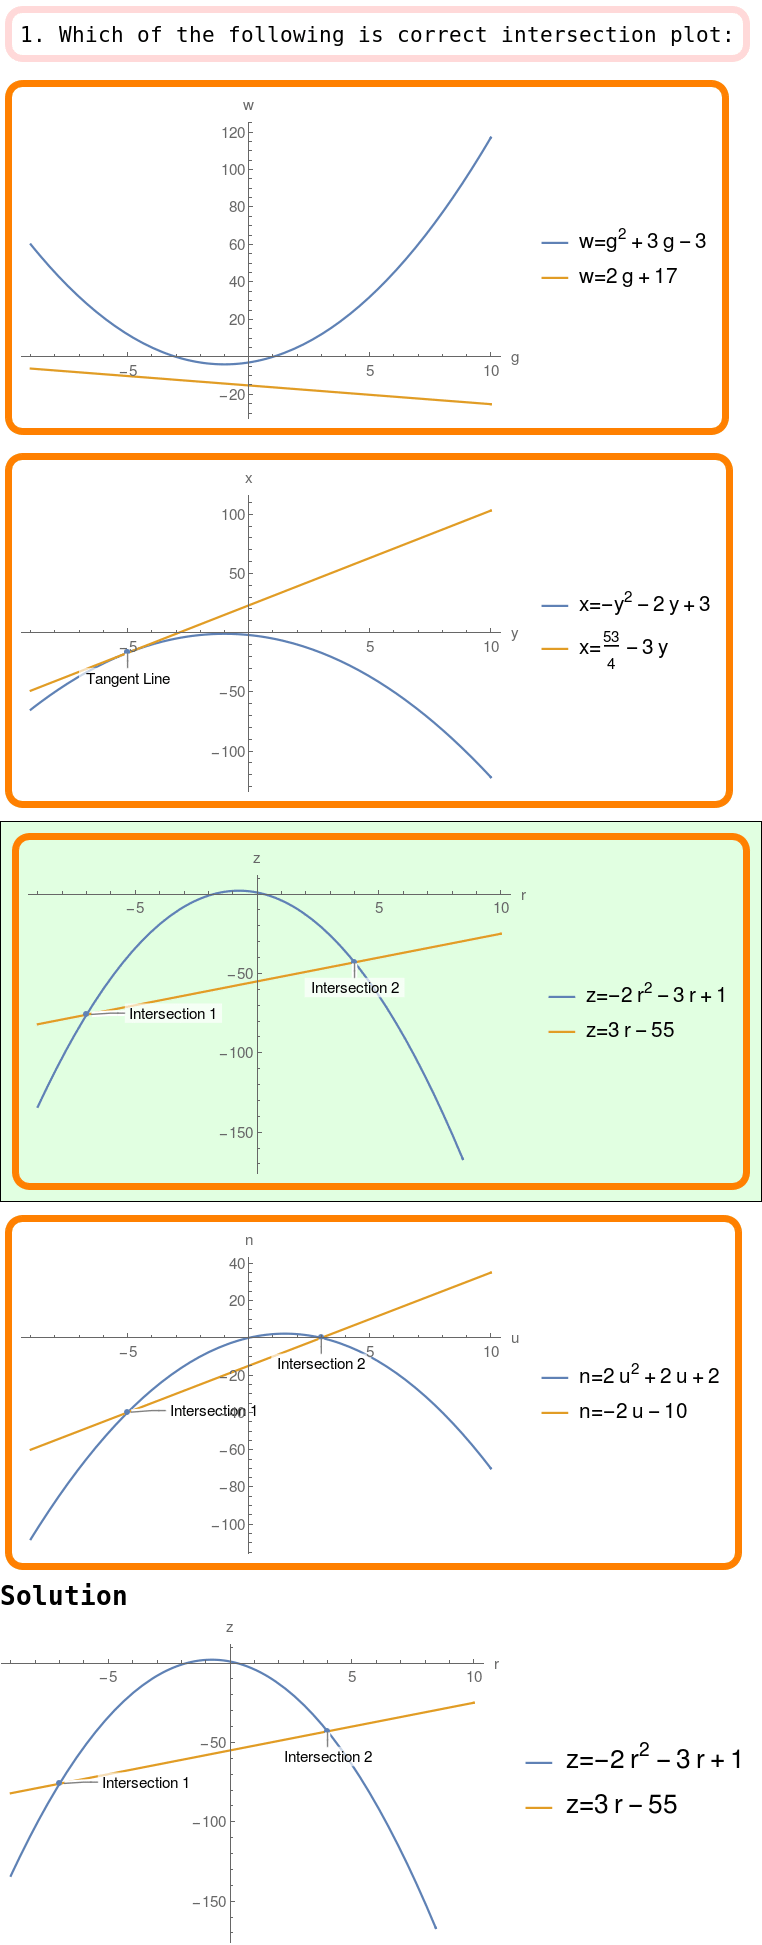 1. Which of the following is correct intersection plot:
w
120
100
80
60
40
20
−5 5 10 g
−20
w=g² + 3 g − 3
w=2 g + 17
x
100
50
−5 5 10 y
−50
−100
Tangent Line
x=−y² − 2 y + 3
x=53/4 − 3 y
z
−5 5 10 r
−50
−100
−150
Intersection 1
Intersection 2
z=−2 r² − 3 r + 1
z=3 r − 55
n
40
20
−5 5 10 u
−20
−40
−60
−80
−100
Intersection 1
Intersection 2
n=2 u² + 2 u + 2
n=−2 u − 10
Solution
z
−5 5 10 r
−50
−100
−150
Intersection 1
Intersection 2
z=−2 r² − 3 r + 1
z=3 r − 55